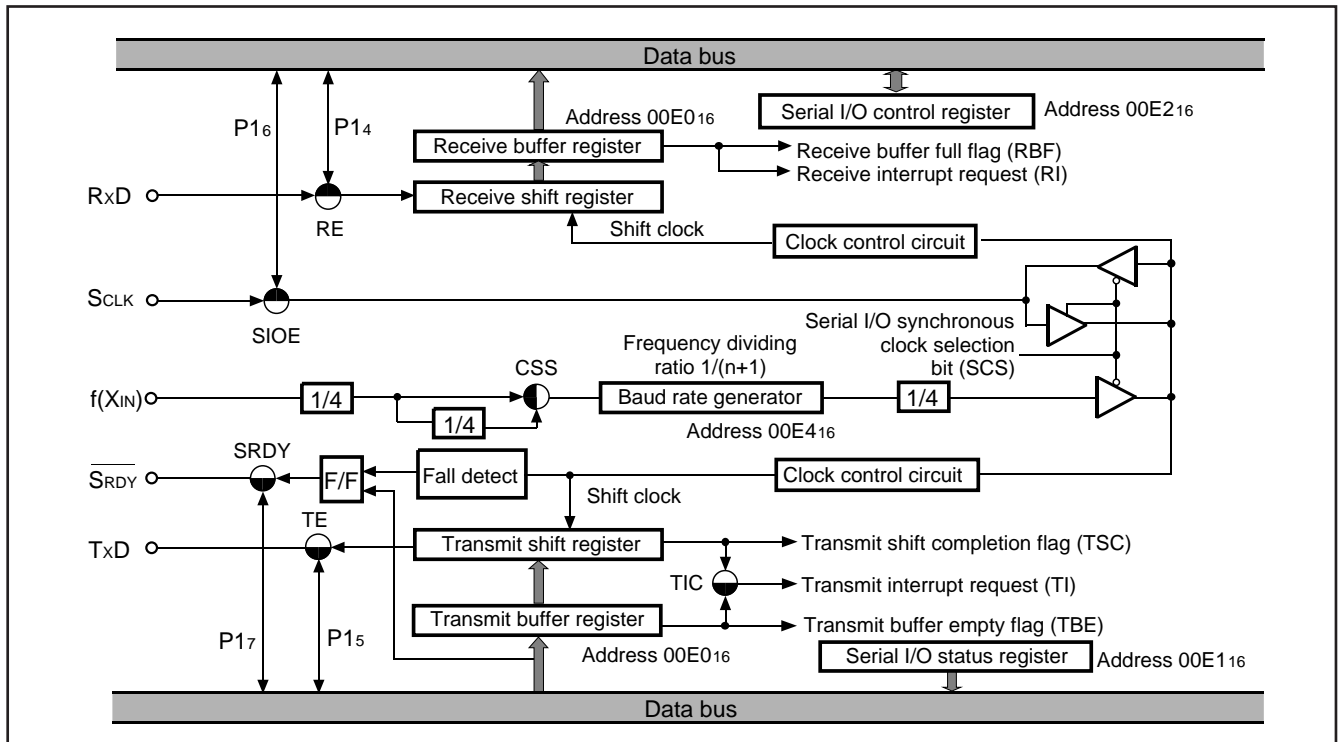 Data bus
P16
P14
Address 00E016
Serial I/O control register
Address 00E216
Receive buffer register
Receive buffer full flag (RBF)
Receive interrupt request (RI)
RxD
Receive shift register
RE
Shift clock
Clock control circuit
SCLK
SIOE
Serial I/O synchronous
clock selection
bit (SCS)
Frequency dividing
ratio 1/(n+1)
CSS
f(XIN)
1/4
1/4
Baud rate generator
1/4
Address 00E416
SRDY
SRDY
F/F
Fall detect
Clock control circuit
Shift clock
TE
TxD
Transmit shift register
Transmit shift completion flag (TSC)
TIC
Transmit interrupt request (TI)
P17
P15
Transmit buffer register
Transmit buffer empty flag (TBE)
Address 00E016
Serial I/O status register
Address 00E116
Data bus